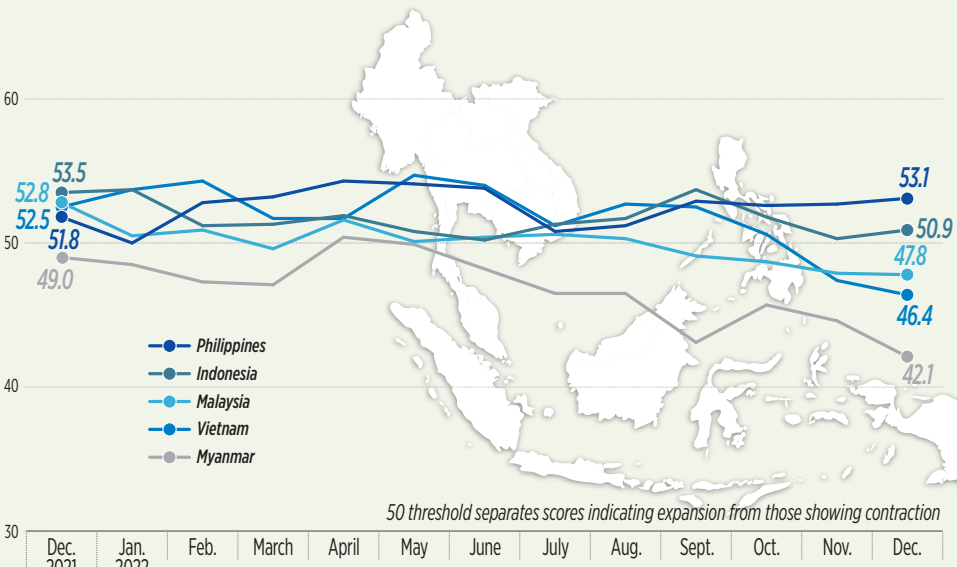 60
53.5
52.8
52.5
51.8
49.0
50
53.1
50.9
47.8
46.4
42.1
Philippines
Indonesia
Malaysia
Vietnam
Myanmar
40
50 threshold separates scores indicating expansion from those showing contraction
30
Dec. Jan. Feb. March April May June July Aug. Sept. Oct. Nov. Dec.
2021 2022